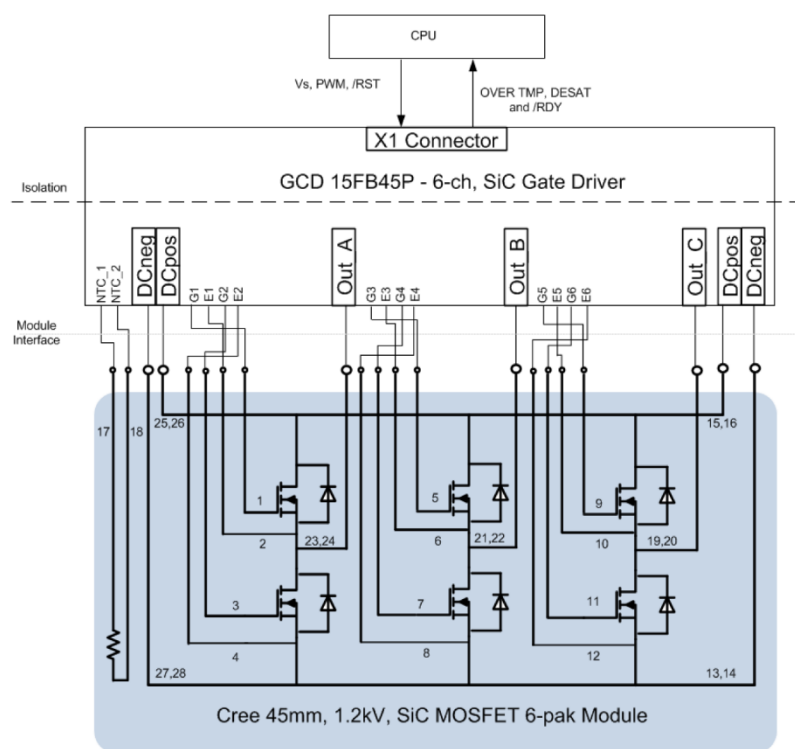 CPU
Vs, PWM, /RST
OVER TMP, DESAT
and /RDY
X1 Connector
GCD 15FB45P - 6-ch, SiC Gate Driver
Isolation
NTC_1
NTC_2
DCneg
DCpos
G1
E1
G2
E2
Out_A
G3
E3
G4
E4
Out_B
G5
E5
G6
E6
Out_C
DCpos
DCneg
Module
Interface
17
18
25,26
15,16
1
5
9
2
23,24
6
21,22
10
19,20
3
7
11
4
8
12
27,28
13,14
Cree 45mm, 1.2kV, SiC MOSFET 6-pak Module